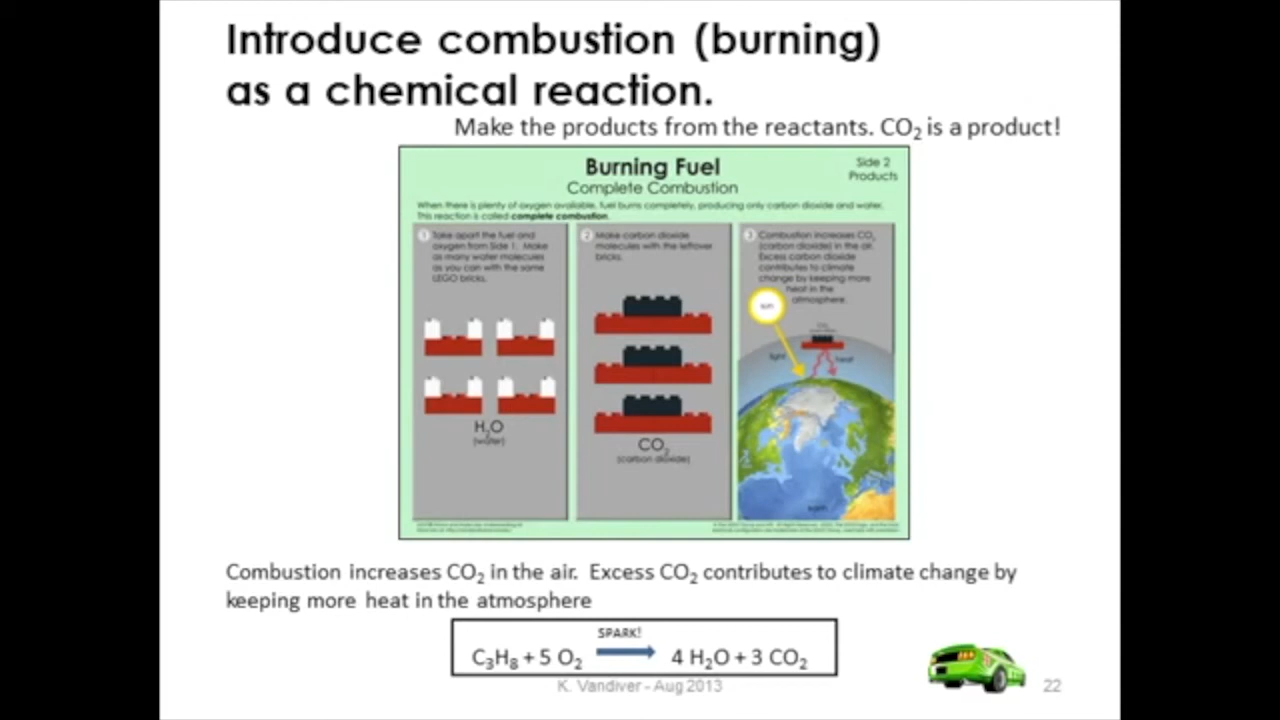 Introduce combustion (burning)
as a chemical reaction.
Make the products from the reactants. CO₂ is a product!
Burning Fuel
Complete Combustion
Side 2
Products
When there is plenty of oxygen available, fuel burns completely, producing only carbon dioxide and water.
This reaction is called complete combustion.
1 Take apart the fuel and
oxygen from Side 1. Make
as many water molecules
as you can with the same
LEGO bricks.
H₂O
(water)
2 Make carbon dioxide
molecules with the leftover
bricks.
CO₂
(carbon dioxide)
3 Combustion increases CO₂
(carbon dioxide) in the air.
Excess carbon dioxide
contributes to climate
change by keeping more
heat in the
atmosphere.
sun
light
heat
earth
Combustion increases CO₂ in the air. Excess CO₂ contributes to climate change by
keeping more heat in the atmosphere
SPARK!
C₃H₈ + 5 O₂ 4 H₂O + 3 CO₂
K. Vandiver - Aug 2013
22